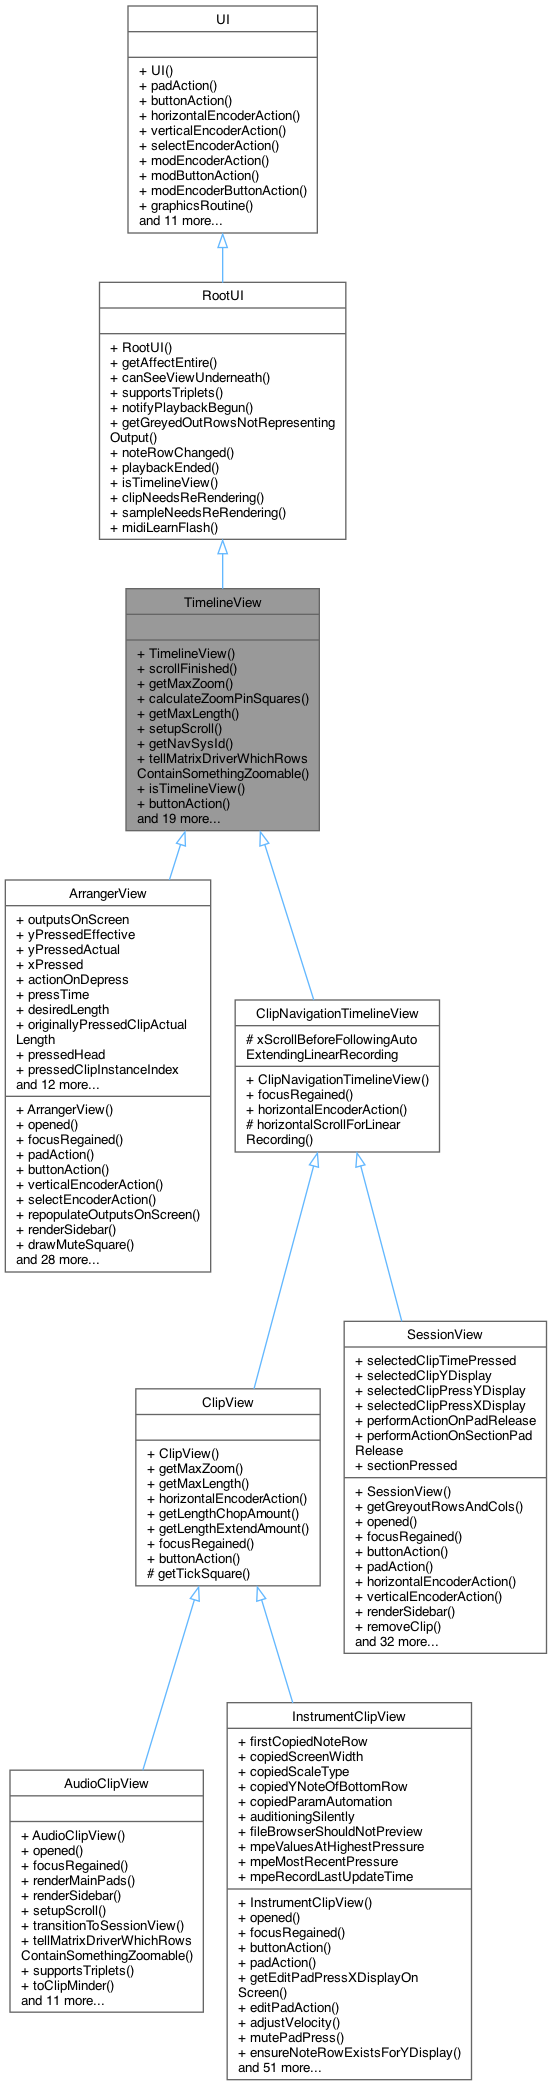 UI
+ UI()
+ padAction()
+ buttonAction()
+ horizontalEncoderAction()
+ verticalEncoderAction()
+ selectEncoderAction()
+ modEncoderAction()
+ modButtonAction()
+ modEncoderButtonAction()
+ graphicsRoutine()
and 11 more...
RootUI
+ RootUI()
+ getAffectEntire()
+ canSeeViewUnderneath()
+ supportsTriplets()
+ notifyPlaybackBegun()
+ getGreyedOutRowsNotRepresenting
Output()
+ noteRowChanged()
+ playbackEnded()
+ isTimelineView()
+ clipNeedsReRendering()
+ sampleNeedsReRendering()
+ midiLearnFlash()
TimelineView
+ TimelineView()
+ scrollFinished()
+ getMaxZoom()
+ calculateZoomPinSquares()
+ getMaxLength()
+ setupScroll()
+ getNavSysId()
+ tellMatrixDriverWhichRows
ContainSomethingZoomable()
+ isTimelineView()
+ buttonAction()
and 19 more...
ArrangerView
+ outputsOnScreen
+ yPressedEffective
+ yPressedActual
+ xPressed
+ actionOnDepress
+ pressTime
+ desiredLength
+ originallyPressedClipActual
Length
+ pressedHead
+ pressedClipInstanceIndex
and 12 more...
+ ArrangerView()
+ opened()
+ focusRegained()
+ padAction()
+ buttonAction()
+ verticalEncoderAction()
+ selectEncoderAction()
+ repopulateOutputsOnScreen()
+ renderSidebar()
+ drawMuteSquare()
and 28 more...
ClipNavigationTimelineView
# xScrollBeforeFollowingAuto
ExtendingLinearRecording
+ ClipNavigationTimelineView()
+ focusRegained()
+ horizontalEncoderAction()
# horizontalScrollForLinear
Recording()
SessionView
+ selectedClipTimePressed
+ selectedClipYDisplay
+ selectedClipPressYDisplay
+ selectedClipPressXDisplay
+ performActionOnPadRelease
+ performActionOnSectionPad
Release
+ sectionPressed
+ SessionView()
+ getGreyoutRowsAndCols()
+ opened()
+ focusRegained()
+ buttonAction()
+ padAction()
+ horizontalEncoderAction()
+ verticalEncoderAction()
+ renderSidebar()
+ removeClip()
and 32 more...
ClipView
+ ClipView()
+ getMaxZoom()
+ getMaxLength()
+ horizontalEncoderAction()
+ getLengthChopAmount()
+ getLengthExtendAmount()
+ focusRegained()
+ buttonAction()
# getTickSquare()
InstrumentClipView
+ firstCopiedNoteRow
+ copiedScreenWidth
+ copiedScaleType
+ copiedYNoteOfBottomRow
+ copiedParamAutomation
+ auditioningSilently
+ fileBrowserShouldNotPreview
+ mpeValuesAtHighestPressure
+ mpeMostRecentPressure
+ mpeRecordLastUpdateTime
+ InstrumentClipView()
+ opened()
+ focusRegained()
+ buttonAction()
+ padAction()
+ getEditPadPressXDisplayOn
Screen()
+ editPadAction()
+ adjustVelocity()
+ mutePadPress()
+ ensureNoteRowExistsForYDisplay()
and 51 more...
AudioClipView
+ AudioClipView()
+ opened()
+ focusRegained()
+ renderMainPads()
+ renderSidebar()
+ setupScroll()
+ transitionToSessionView()
+ tellMatrixDriverWhichRows
ContainSomethingZoomable()
+ supportsTriplets()
+ toClipMinder()
and 11 more...